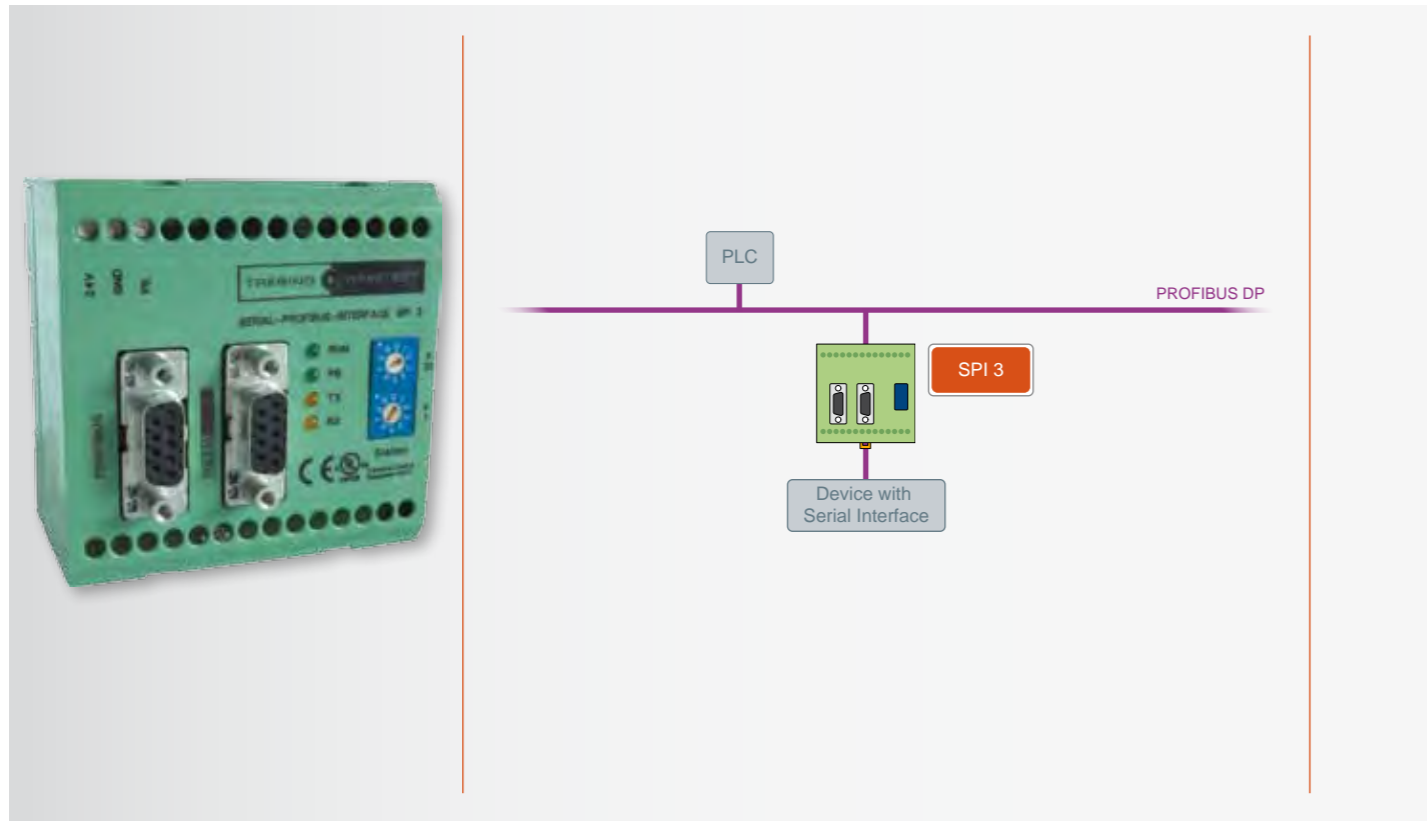 24V
GND
PE
SERIAL-PROFIBUS-INTERFACE SPI 3
RUN
PB
TX
RX
PLC
PROFIBUS DP
SPI 3
Device with
Serial Interface